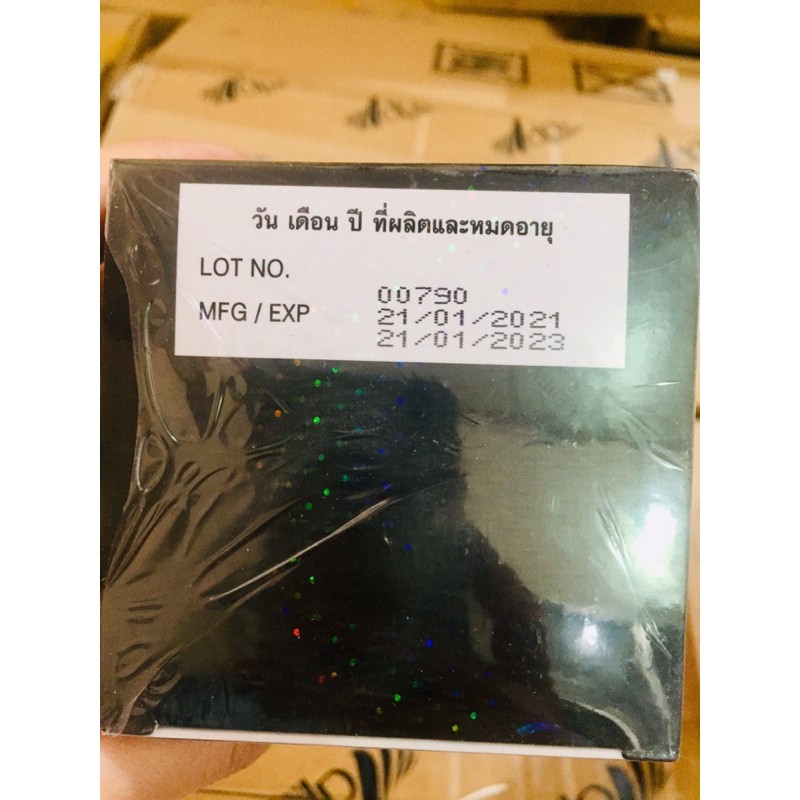 วัน เดือน ปี ที่ผลิตและหมดอายุ
LOT NO.
00790
MFG / EXP
21/01/2021
21/01/2023